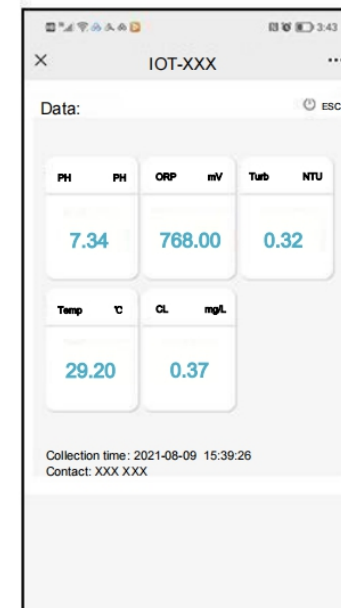 3:43
IOT-XXX
Data: ESC
PH PH ORP mV Turb NTU
7.34 768.00 0.32
Temp ℃ CL mg/L
29.20 0.37
Collection time: 2021-08-09 15:39:26
Contact: XXX XXX